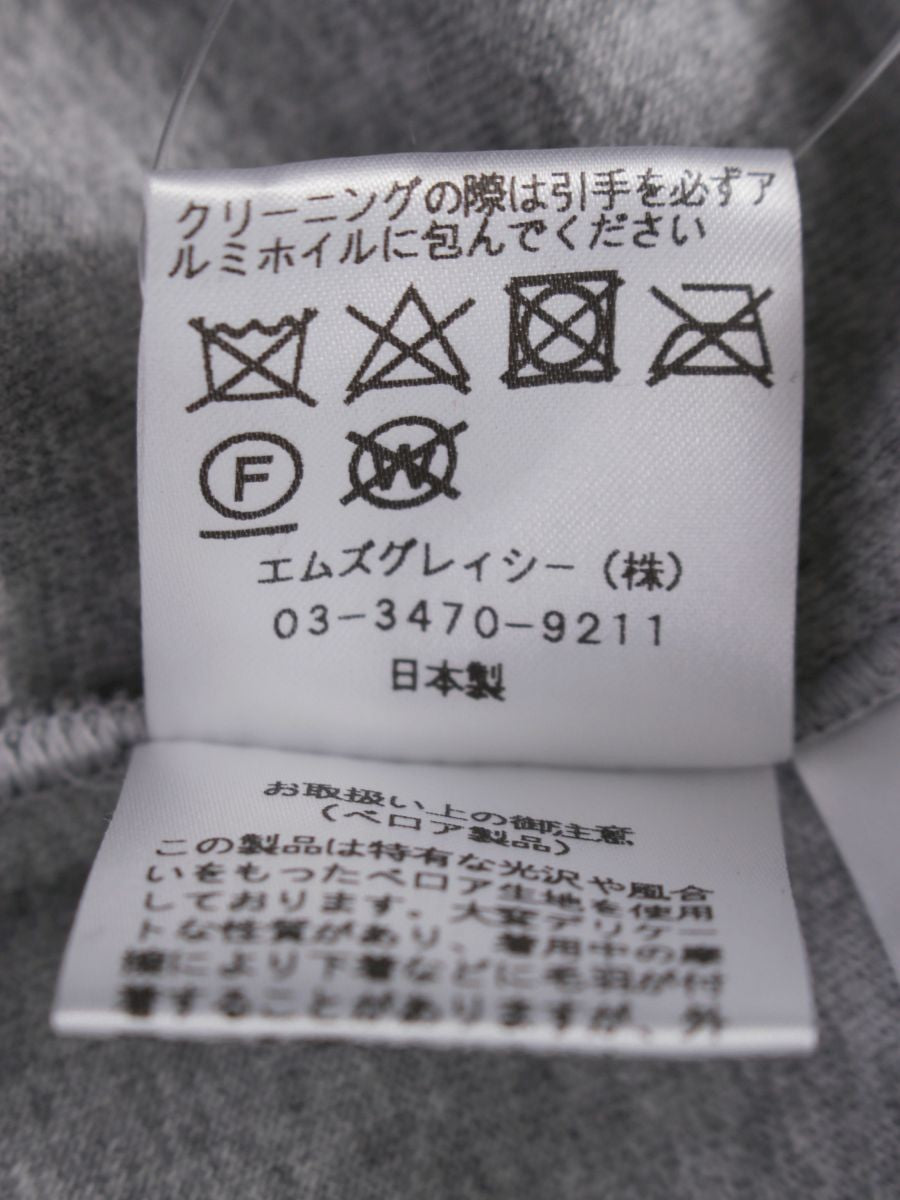 クリーニングの際は引手を必ずア
ルミホイルに包んでください
F
W
エムズグレイシー(株)
03-3470-9211
日本製
お取扱い上の御注意
(ベロア製品)
この製品は特有な光沢や風合
いをもったベロア生地を使用
しております。大変デリケー
トな性質があり、着用中の摩
擦により下着などに毛羽が付
着することがありますが、外